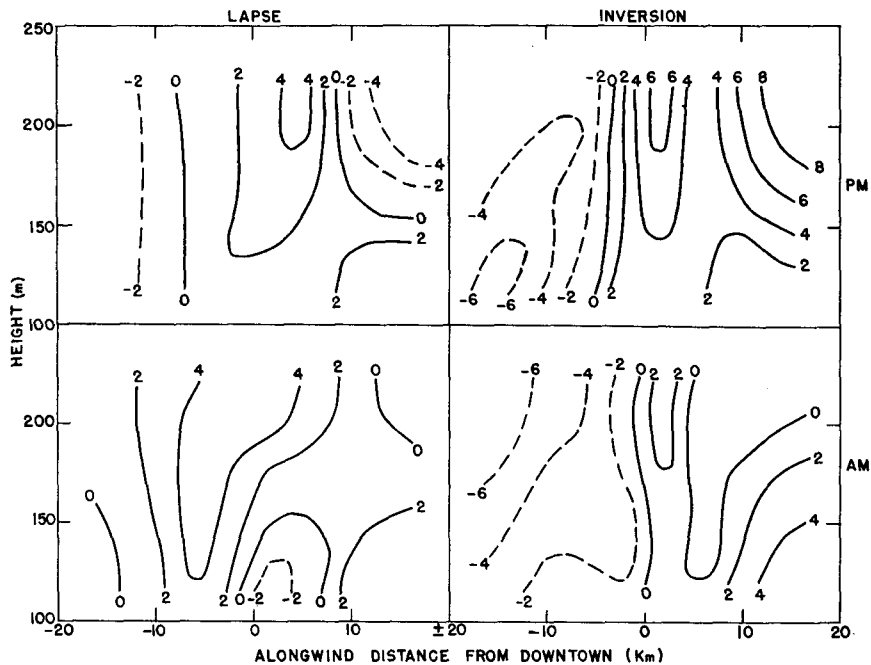 LAPSE INVERSION
250
-2 0 2 4 4 2 0 -2 -4 -2 0 2 4 6 6 4 4 6 8
200
-4
-2
8
6
PM
150
0
2
-4
4
2
-2 0 2 -6 -6 -4 -2 0 2 2
100
HEIGHT (m)
2 4 4 2 0 -6 -4 -2 0 2 2 0
200
0
0
0
-6
2
AM
150
2
-4
4
0 2 2 0 -2 -2 0 2 -2 0 2 4
100
-20 -10 0 10 ±20 -10 0 10 20
ALONGWIND DISTANCE FROM DOWNTOWN (Km)